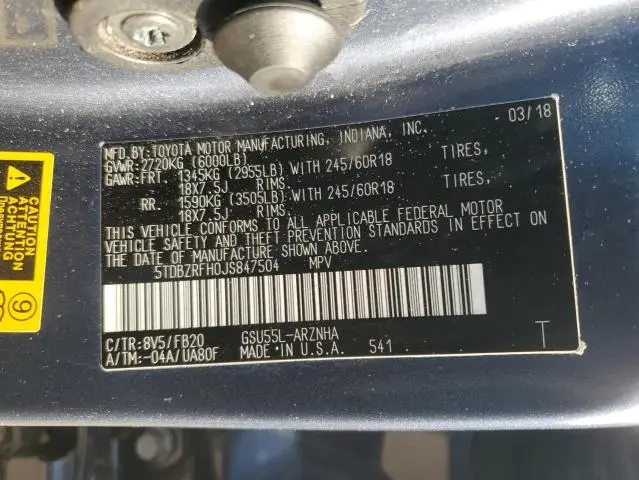 MFD.BY:TOYOTA MOTOR MANUFACTURING, INDIANA, INC. 03/18
GVWR:2720KG (6000LB)
GAWR:FRT. 1345KG (2955LB) WITH 245/60R18 TIRES,
18X7.5J RIMS.
RR. 1590KG (3505LB) WITH 245/60R18 TIRES,
18X7.5J RIMS.
THIS VEHICLE CONFORMS TO ALL APPLICABLE FEDERAL MOTOR
VEHICLE SAFETY AND THEFT PREVENTION STANDARDS IN EFFECT ON
THE DATE OF MANUFACTURE SHOWN ABOVE.
5TDBZRFH0JS847504 MPV
C/TR:8V5/FB20 GSU55L-ARZNHA
A/TM:-04A/UA80F MADE IN U.S.A. 541 T
CAUTION
ATTENTION
ACHTUNG
9